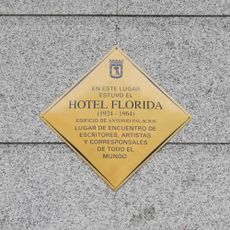 EN ESTE LUGAR
ESTUVO EL
HOTEL FLORIDA
(1924 - 1964)
EDIFICIO DE ANTONIO PALACIOS
LUGAR DE ENCUENTRO DE
ESCRITORES, ARTISTAS
Y CORRESPONSALES
DE TODO EL
MUNDO